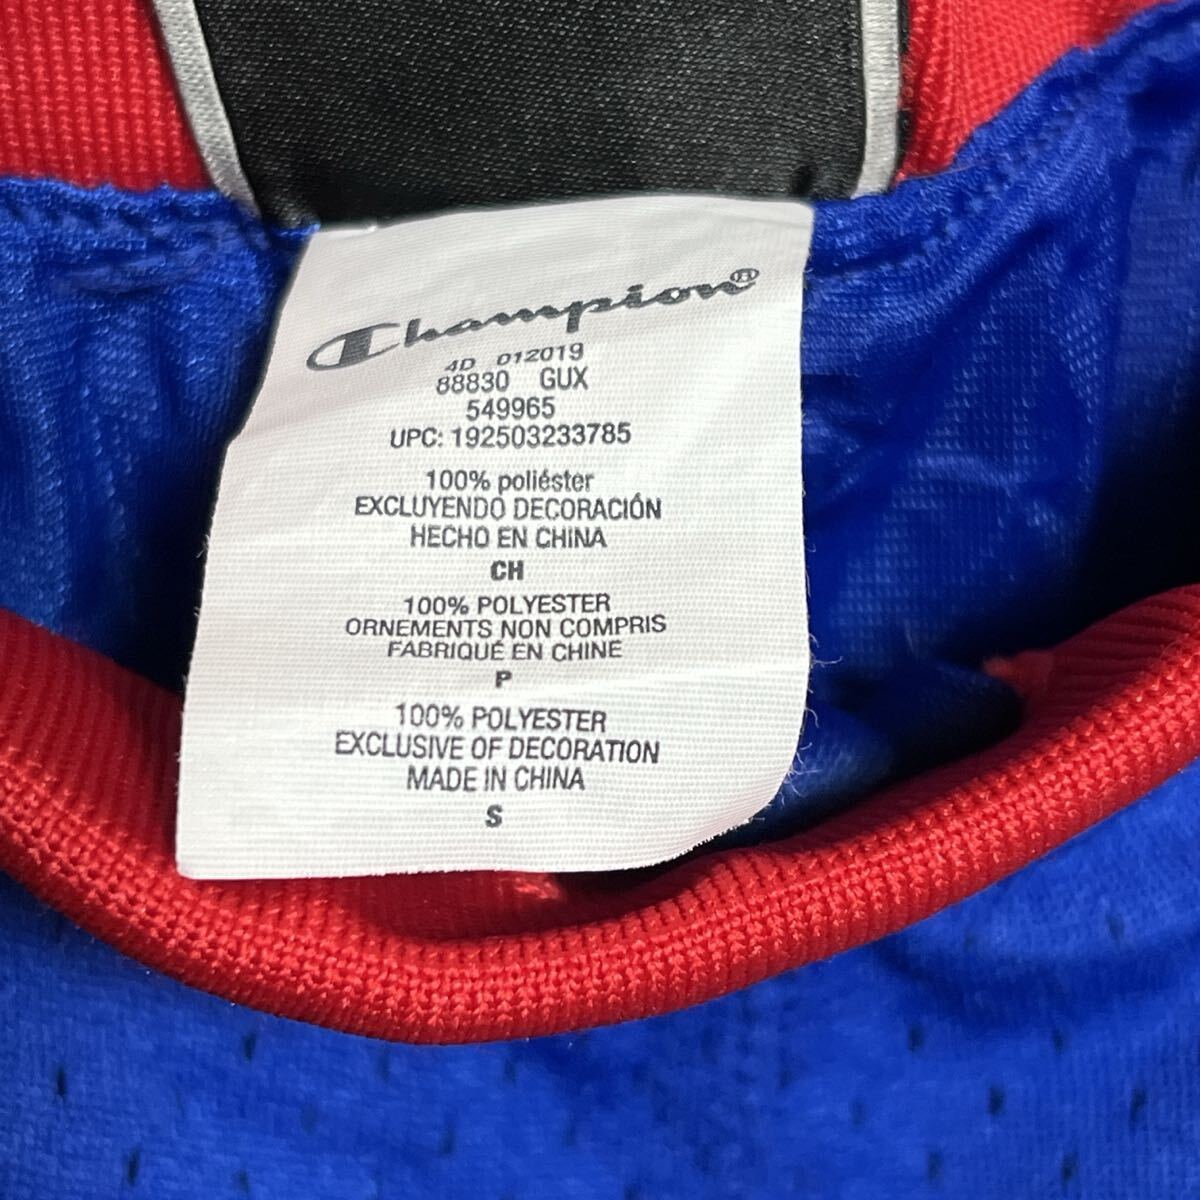 Champion®
4D 012019
88830 GUX
549965
UPC: 192503233785
100% poliéster
EXCLUYENDO DECORACIÓN
HECHO EN CHINA
CH
100% POLYESTER
ORNEMENTS NON COMPRIS
FABRIQUÉ EN CHINE
P
100% POLYESTER
EXCLUSIVE OF DECORATION
MADE IN CHINA
S